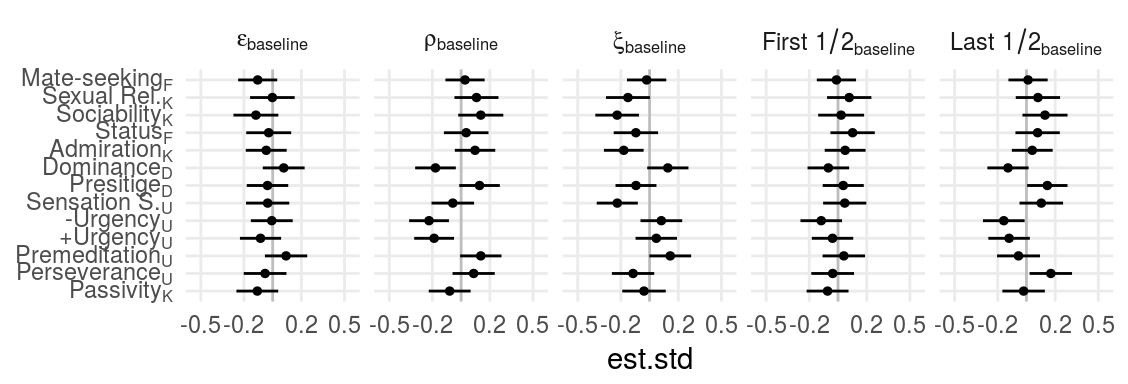 εbaseline ρbaseline ξbaseline First 1/2baseline Last 1/2baseline
Mate-seekingF
Sexual Rel.K
SociabilityK
StatusF
AdmirationK
DominanceD
PrestigeD
Sensation S.U
-UrgencyU
+UrgencyU
PremeditationU
PerseveranceU
PassivityK
-0.5 -0.2 0.2 0.5 -0.5 -0.2 0.2 0.5 -0.5 -0.2 0.2 0.5 -0.5 -0.2 0.2 0.5 -0.5 -0.2 0.2 0.5
est.std